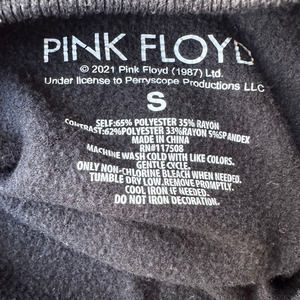 PINK FLOYD
© 2021 Pink Floyd (1987) Ltd.
Under license to Perryscope Productions LLC
S
SELF:65% POLYESTER 35% RAYON
CONTRAST:62%POLYESTER 33%RAYON 5%SPANDEX
MADE IN CHINA
RN#117508
MACHINE WASH COLD WITH LIKE COLORS.
GENTLE CYCLE.
ONLY NON-CHLORINE BLEACH WHEN NEEDED.
TUMBLE DRY LOW.REMOVE PROMPTLY.
COOL IRON IF NEEDED.
DO NOT IRON DECORATION.